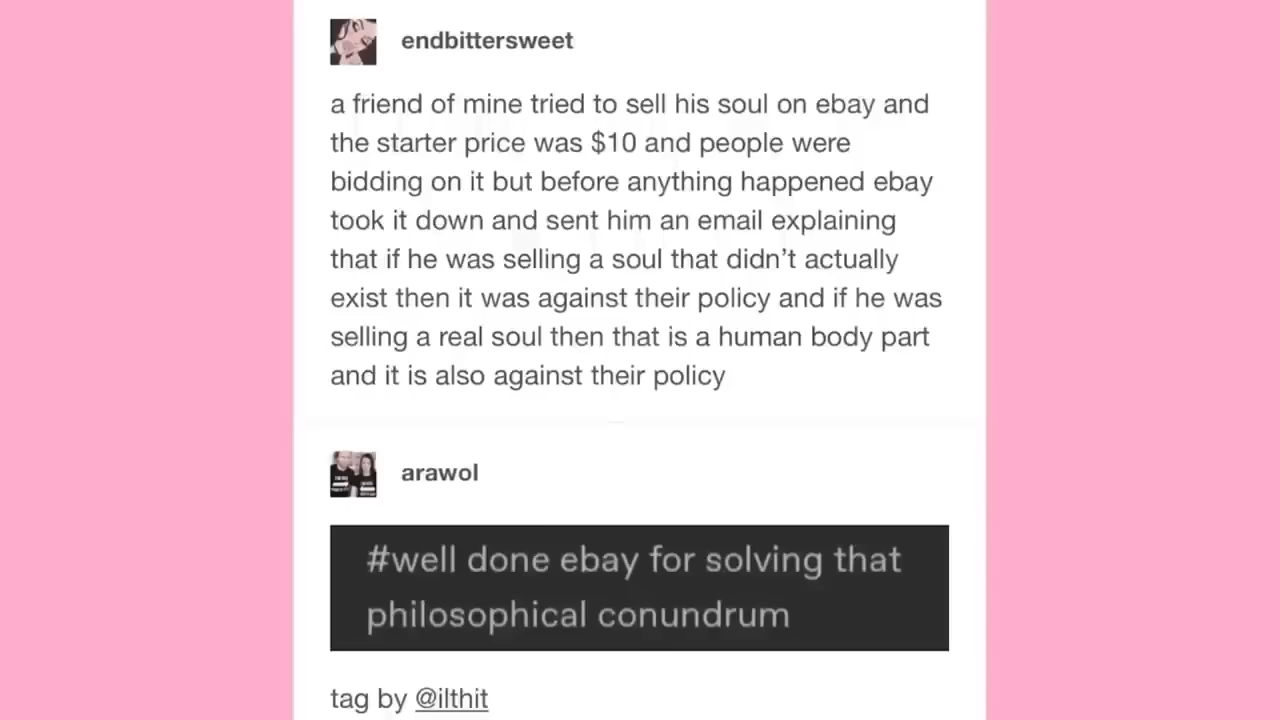 endbittersweet
a friend of mine tried to sell his soul on ebay and
the starter price was $10 and people were
bidding on it but before anything happened ebay
took it down and sent him an email explaining
that if he was selling a soul that didn’t actually
exist then it was against their policy and if he was
selling a real soul then that is a human body part
and it is also against their policy
arawol
#well done ebay for solving that
philosophical conundrum
tag by @ilthit